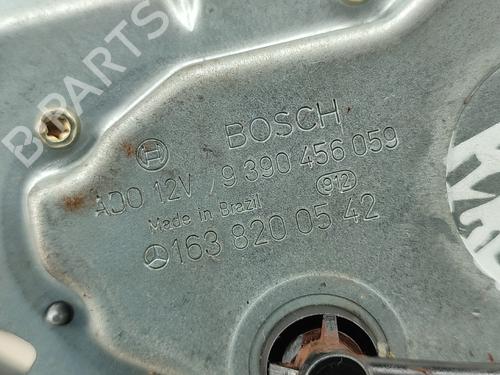 BOSCH
ADO 12V / 9 390 456 059
Made in Brazil 912
163 820 05 42
B-PARTS